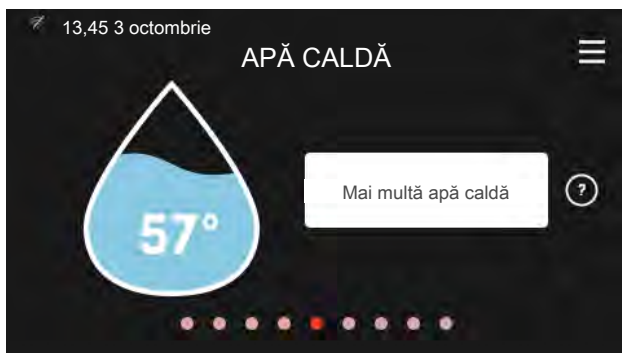 13,45 3 octombrie
APĂ CALDĂ
Mai multă apă caldă
?
57°